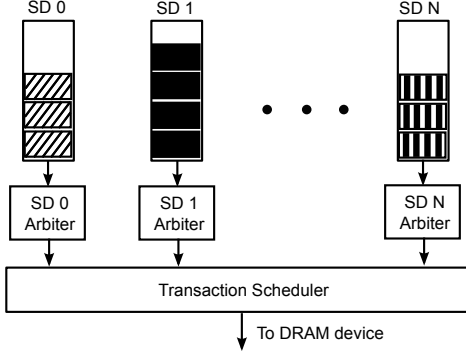 SD 0
SD 1
SD N
SD 0
Arbiter
SD 1
Arbiter
SD N
Arbiter
Transaction Scheduler
To DRAM device